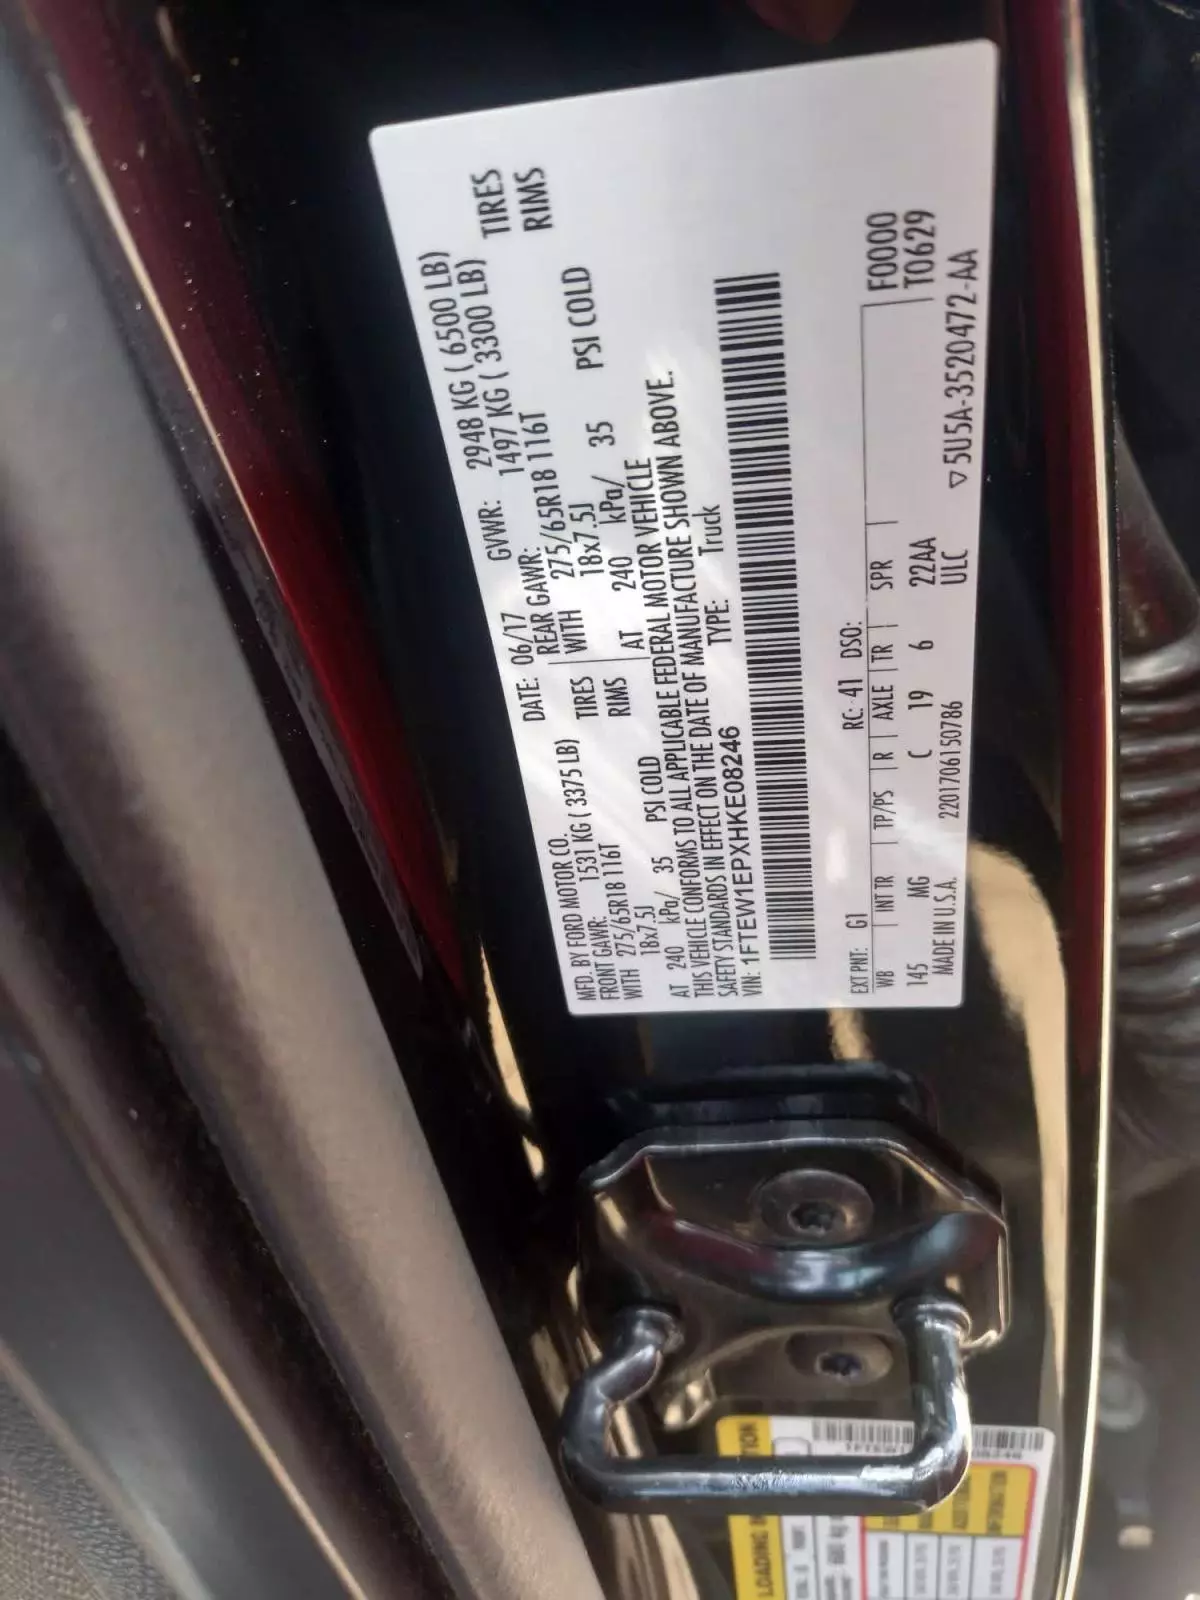 MFD. BY FORD MOTOR CO. DATE: 06/17 GVWR: 2948 KG ( 6500 LB)
FRONT GAWR: 1531 KG ( 3375 LB) REAR GAWR: 1497 KG ( 3300 LB)
WITH 275/65R18 116T TIRES WITH 275/65R18 116T TIRES
18x7.5J RIMS 18x7.5J RIMS
AT 240 kPa/ 35 PSI COLD AT 240 kPa/ 35 PSI COLD
THIS VEHICLE CONFORMS TO ALL APPLICABLE FEDERAL MOTOR VEHICLE
SAFETY STANDARDS IN EFFECT ON THE DATE OF MANUFACTURE SHOWN ABOVE.
VIN: 1FTEW1EPXHKE08246 TYPE: Truck
EXT PNT: G1 RC: 41 DSO:
WB INT TR TP/PS R AXLE TR SPR F0000
145 MG C 19 6 22AA T0629
MADE IN U.S.A. 2201706150786 ULC ▽5U5A-3520472-AA
LOADING